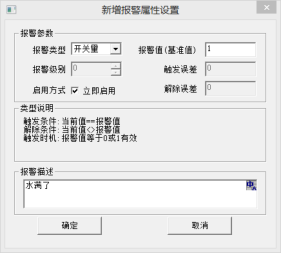 新增报警属性设置
报警参数
报警类型 开关量 报警值(基准值) 1
报警级别 0 触发误差 0
启用方式 立即启用 解除误差 0
类型说明
触发条件: 当前值==报警值
解除条件: 当前值<>报警值
触发时机: 报警值等于0或1有效
报警描述
水满了
确定 取消